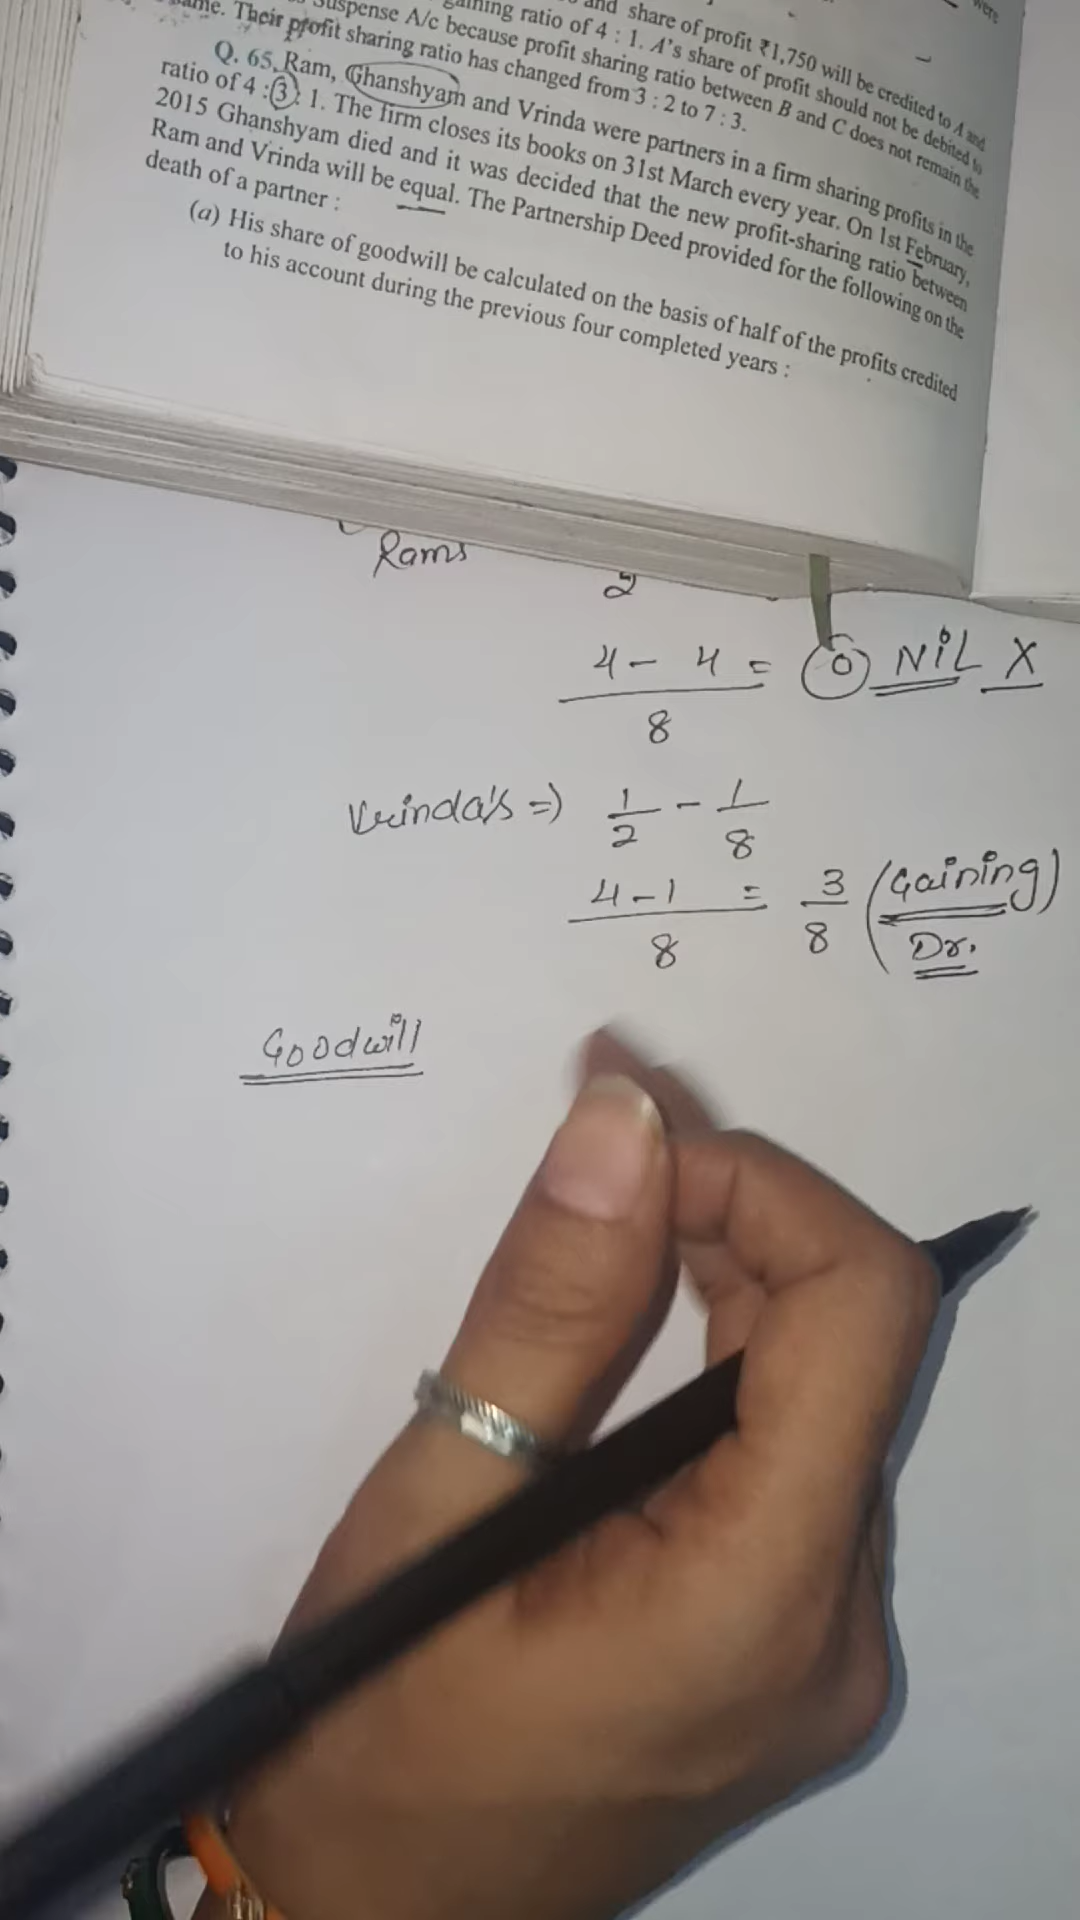 were
and share of profit ₹1,750 will be credited to A and
gaining ratio of 4 : 1. A's share of profit should not be debited to
Suspense A/c because profit sharing ratio between B and C does not remain the
Their profit sharing ratio has changed from 3 : 2 to 7 : 3.
Q. 65. Ram, Ghanshyam and Vrinda were partners in a firm sharing profits in the
ratio of 4 : 3 : 1. The firm closes its books on 31st March every year. On 1st February,
2015 Ghanshyam died and it was decided that the new profit-sharing ratio between
Ram and Vrinda will be equal. The Partnership Deed provided for the following on the
death of a partner :
(a) His share of goodwill be calculated on the basis of half of the profits credited
to his account during the previous four completed years :
Rams
2
4 - 4 = 0 NiL X
8
Vrinda's => 1/2 - 1/8
4-1 = 3/8 (Gaining)
8 Dr.
Goodwill